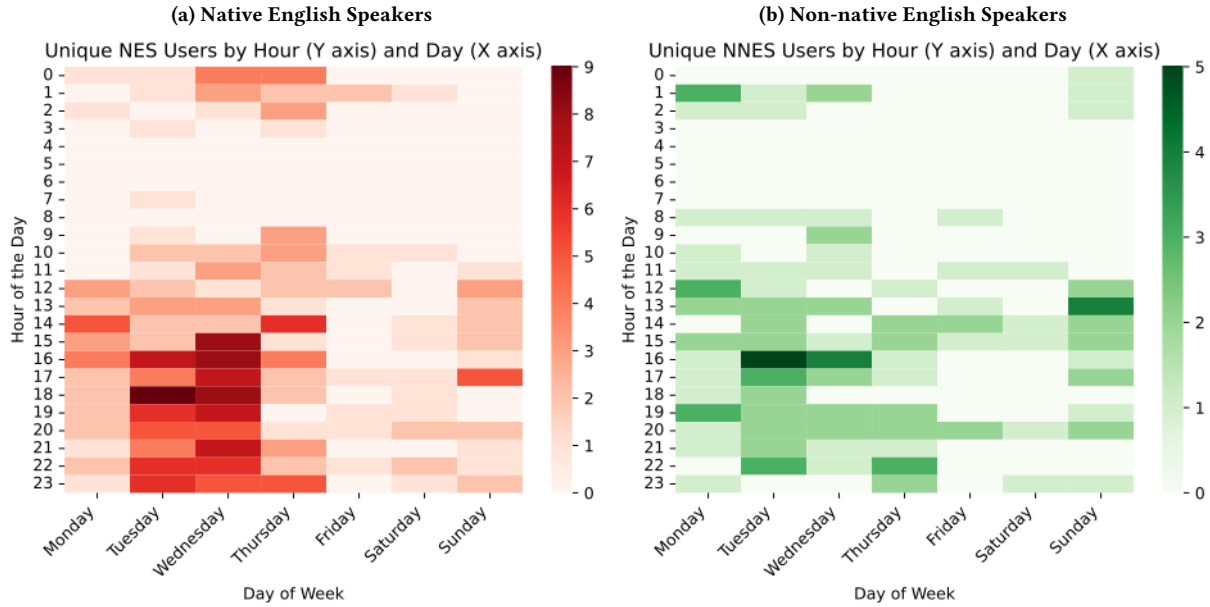 (a) Native English Speakers
Unique NES Users by Hour (Y axis) and Day (X axis)
Hour of the Day
0
1
2
3
4
5
6
7
8
9
10
11
12
13
14
15
16
17
18
19
20
21
22
23
Monday
Tuesday
Wednesday
Thursday
Friday
Saturday
Sunday
Day of Week
9
8
7
6
5
4
3
2
1
0
(b) Non-native English Speakers
Unique NNES Users by Hour (Y axis) and Day (X axis)
Hour of the Day
0
1
2
3
4
5
6
7
8
9
10
11
12
13
14
15
16
17
18
19
20
21
22
23
Monday
Tuesday
Wednesday
Thursday
Friday
Saturday
Sunday
Day of Week
5
4
3
2
1
0